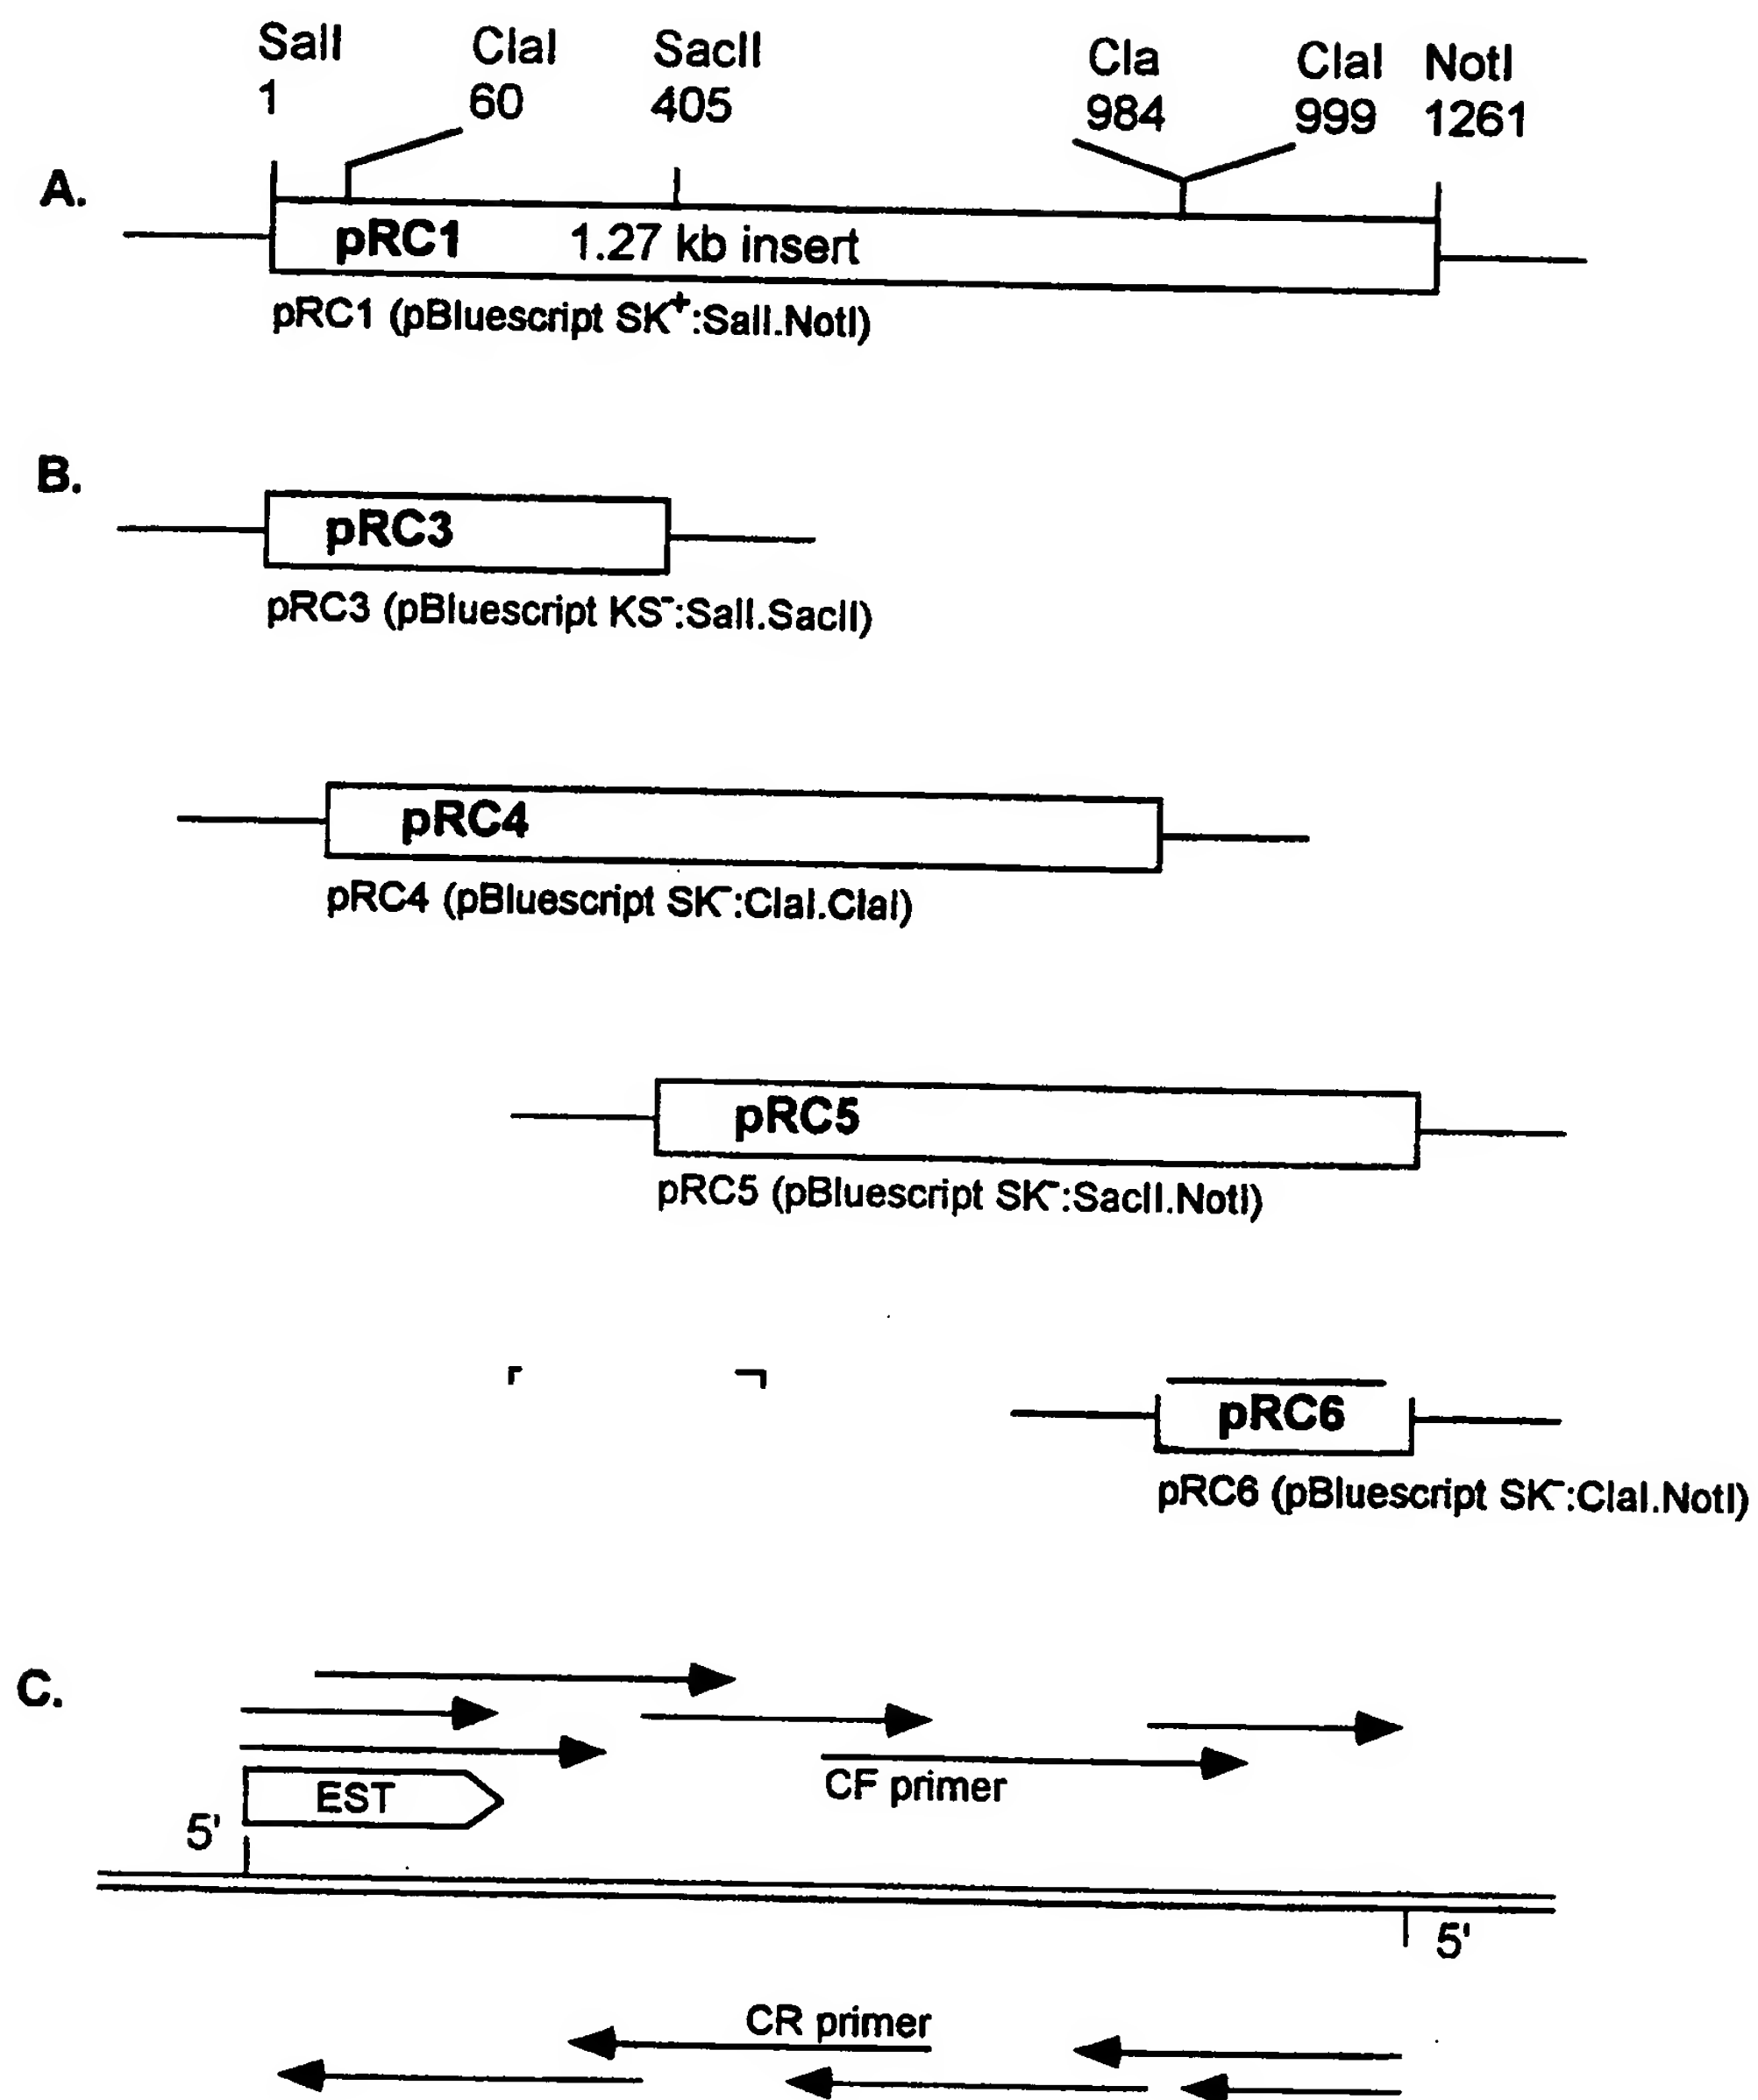 SalI ClaI SacII Cla ClaI NotI
1 60 405 984 999 1261
A.
pRC1 1.27 kb insert
pRC1 (pBluescript SK⁺:SalI.NotI)
B.
pRC3
pRC3 (pBluescript KS⁻:SalI.SacII)
pRC4
pRC4 (pBluescript SK⁻:ClaI.ClaI)
pRC5
pRC5 (pBluescript SK⁻:SacII.NotI)
pRC6
pRC6 (pBluescript SK⁻:ClaI.NotI)
C.
CF primer
EST
5'
5'
CR primer